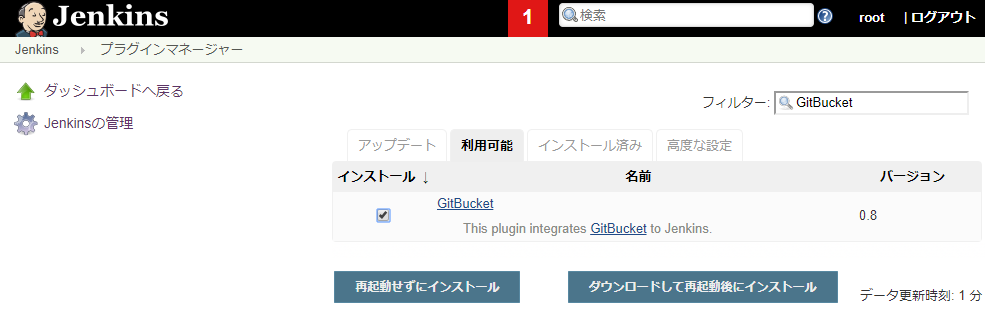 Jenkins
1
検索
root
| ログアウト
Jenkins
プラグインマネージャー
ダッシュボードへ戻る
Jenkinsの管理
フィルター: GitBucket
アップデート
利用可能
インストール済み
高度な設定
インストール ↓
名前
バージョン
GitBucket
This plugin integrates GitBucket to Jenkins.
0.8
再起動せずにインストール
ダウンロードして再起動後にインストール
データ更新時刻: 1 分